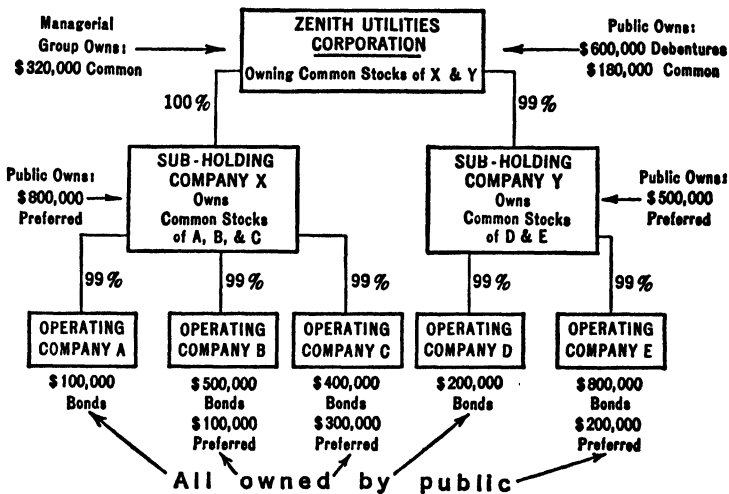 Managerial
Group Owns:
$320,000 Common
ZENITH UTILITIES
CORPORATION
Owning Common Stocks of X & Y
Public Owns:
$600,000 Debentures
$180,000 Common
100%
99%
Public Owns:
$800,000
Preferred
SUB-HOLDING
COMPANY X
Owns
Common Stocks
of A, B, & C
SUB-HOLDING
COMPANY Y
Owns
Common Stocks
of D & E
Public Owns:
$500,000
Preferred
99%
99%
99%
99%
99%
OPERATING
COMPANY A
OPERATING
COMPANY B
OPERATING
COMPANY C
OPERATING
COMPANY D
OPERATING
COMPANY E
$100,000
Bonds
$500,000
Bonds
$100,000
Preferred
$400,000
Bonds
$300,000
Preferred
$200,000
Bonds
$800,000
Bonds
$200,000
Preferred
All owned by public